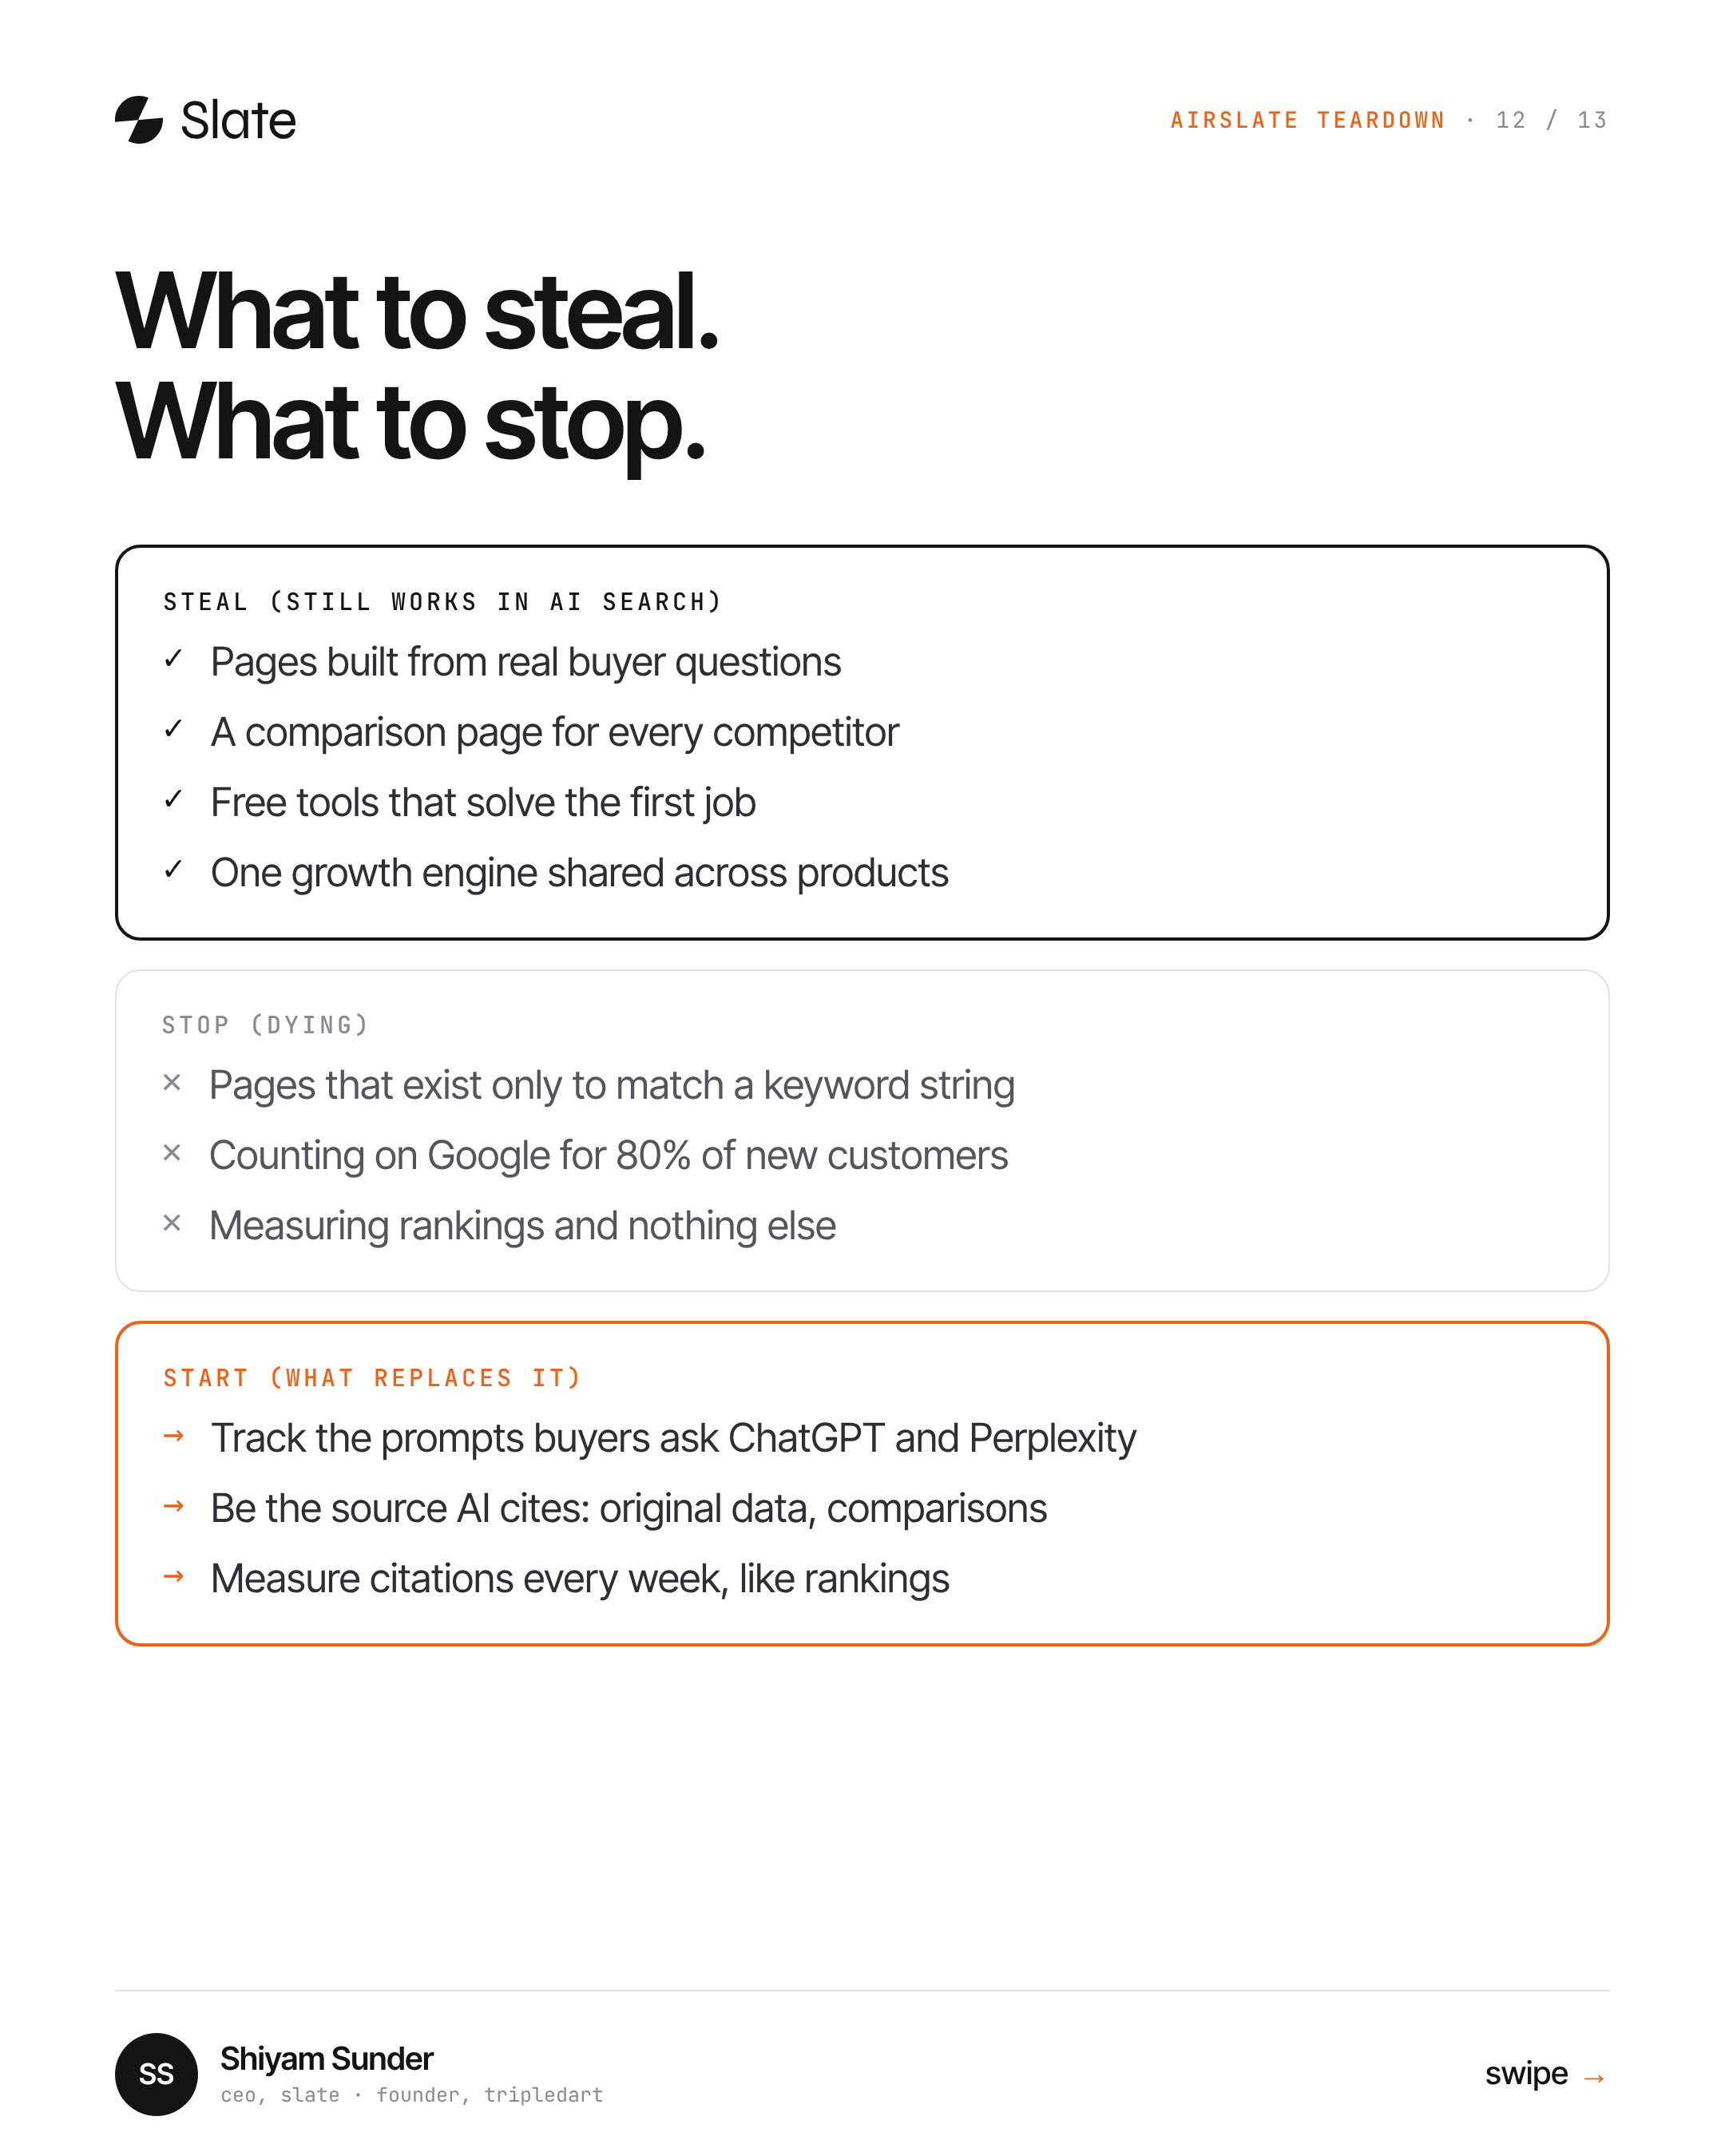 Slate
AIRSLATE TEARDOWN · 12 / 13
What to steal.
What to stop.
STEAL (STILL WORKS IN AI SEARCH)
✓ Pages built from real buyer questions
✓ A comparison page for every competitor
✓ Free tools that solve the first job
✓ One growth engine shared across products
STOP (DYING)
× Pages that exist only to match a keyword string
× Counting on Google for 80% of new customers
× Measuring rankings and nothing else
START (WHAT REPLACES IT)
→ Track the prompts buyers ask ChatGPT and Perplexity
→ Be the source AI cites: original data, comparisons
→ Measure citations every week, like rankings
SS
Shiyam Sunder
ceo, slate · founder, tripledart
swipe →